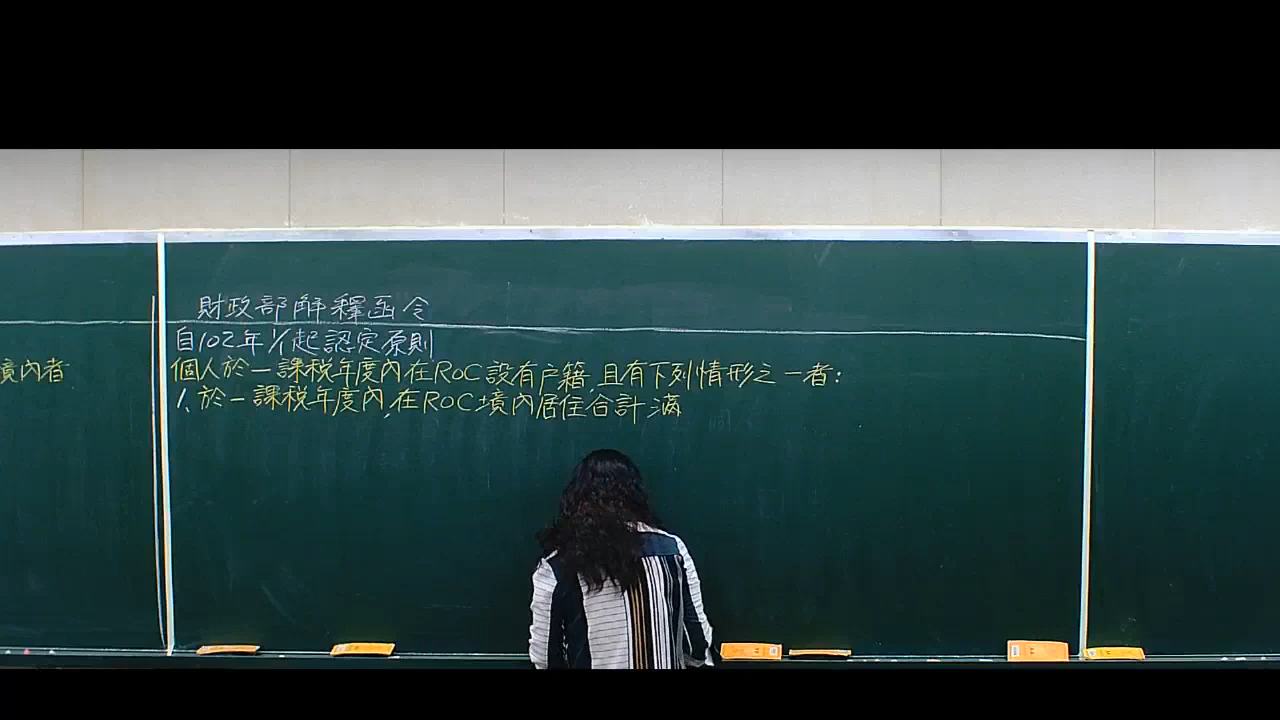 財政部解釋函令
自102年1/1起認定原則
境內者
個人於一課稅年度內在ROC設有户籍,且有下列情形之一者:
1、於一課稅年度內,在ROC境內居住合計滿